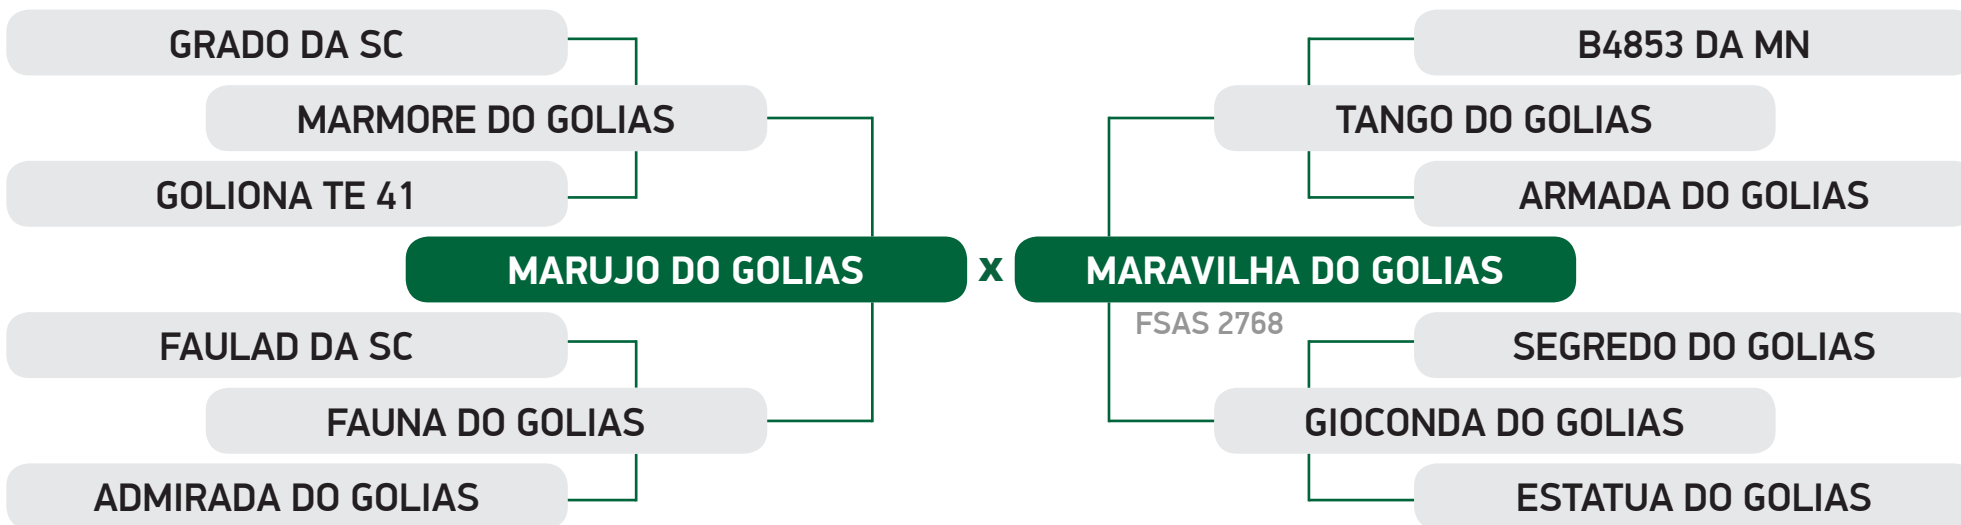 GRADO DA SC
MARMORE DO GOLIAS
GOLIONA TE 41
MARUJO DO GOLIAS
FAULAD DA SC
FAUNA DO GOLIAS
ADMIRADA DO GOLIAS
x
B4853 DA MN
TANGO DO GOLIAS
ARMADA DO GOLIAS
MARAVILHA DO GOLIAS
FSAS 2768
SEGREDO DO GOLIAS
GIOCONDA DO GOLIAS
ESTATUA DO GOLIAS